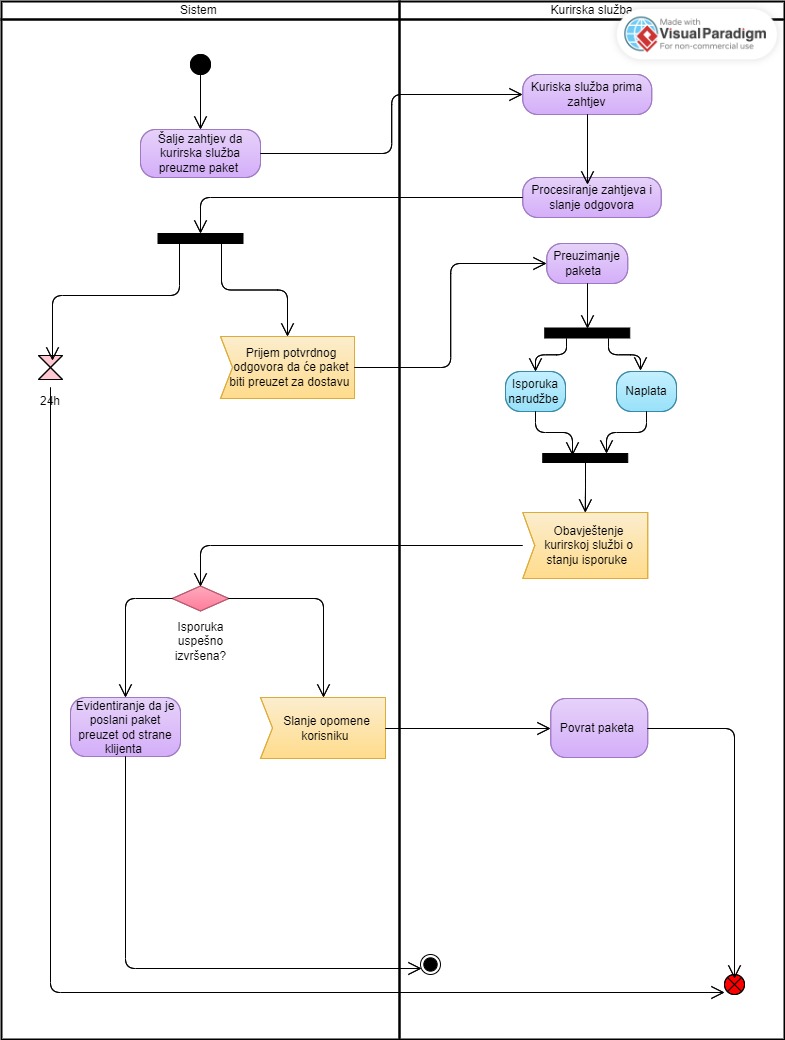 Sistem
Kurirska služba
Made with
VisualParadigm
For non-commercial use
Kuriska služba prima
zahtjev
Šalje zahtjev da
kurirska služba
preuzme paket
Procesiranje zahtjeva i
slanje odgovora
Preuzimanje
paketa
Prijem potvrdnog
odgovora da će paket
biti preuzet za dostavu
24h
Isporuka
narudžbe
Naplata
Obavještenje
kurirskoj službi o
stanju isporuke
Isporuka
uspešno
izvršena?
Evidentiranje da je
poslani paket
preuzet od strane
klijenta
Slanje opomene
korisniku
Povrat paketa